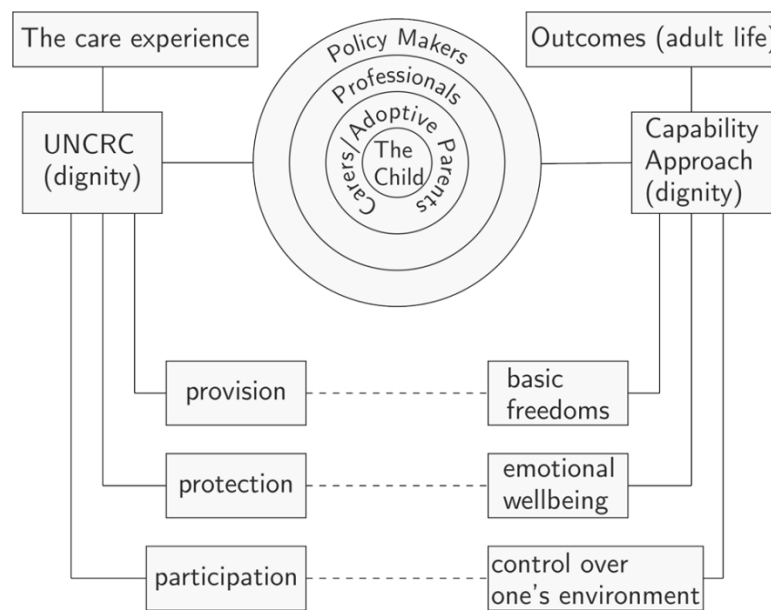 The care experience
Policy Makers
Professionals
Carers/Adoptive Parents
The
Child
Outcomes (adult life)
UNCRC
(dignity)
Capability
Approach
(dignity)
provision
basic
freedoms
protection
emotional
wellbeing
participation
control over
one's environment